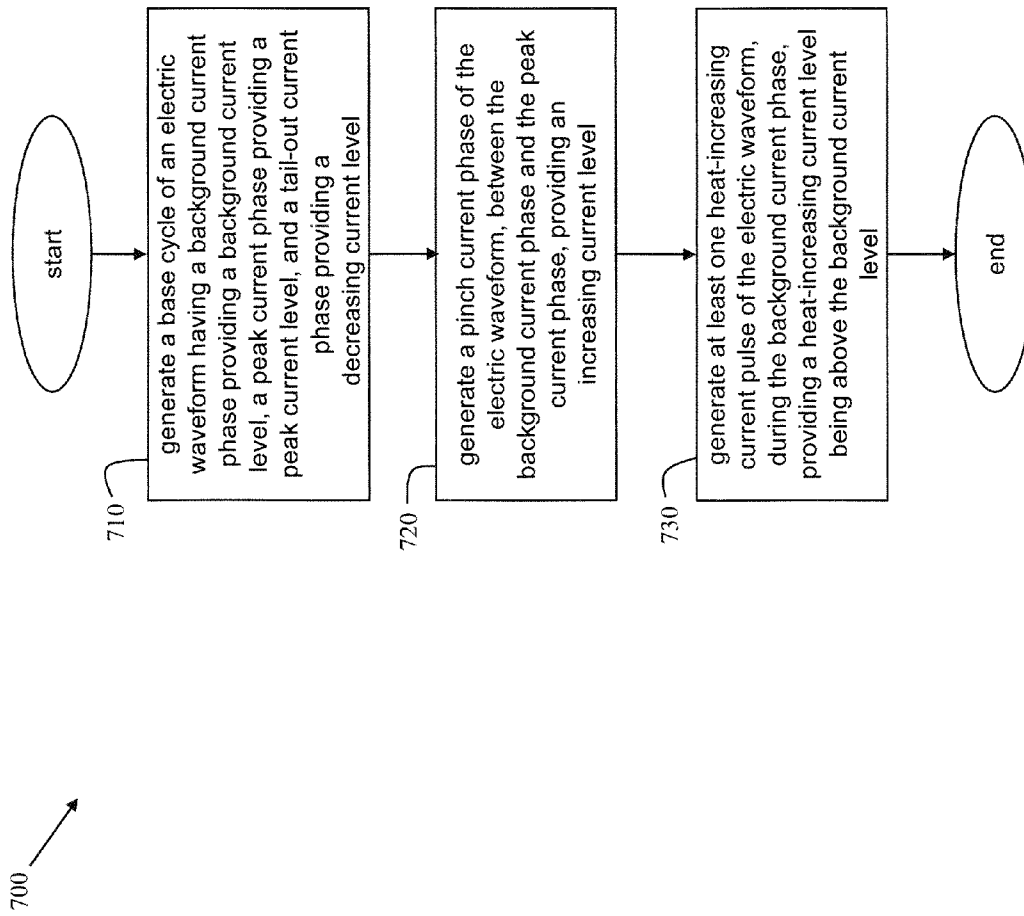 700
start
710
generate a base cycle of an electric
waveform having a background current
phase providing a background current
level, a peak current phase providing a
peak current level, and a tail-out current
phase providing a
decreasing current level
720
generate a pinch current phase of the
electric waveform, between the
background current phase and the peak
current phase, providing an
increasing current level
730
generate at least one heat-increasing
current pulse of the electric waveform,
during the background current phase,
providing a heat-increasing current level
being above the background current
level
end